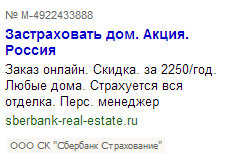 № М-4922433888
Застраховать дом. Акция.
Россия
Заказ онлайн. Скидка. за 2250/год.
Любые дома. Страхуется вся
отделка. Перс. менеджер
sberbank-real-estate.ru
ООО СК "Сбербанк Страхование"